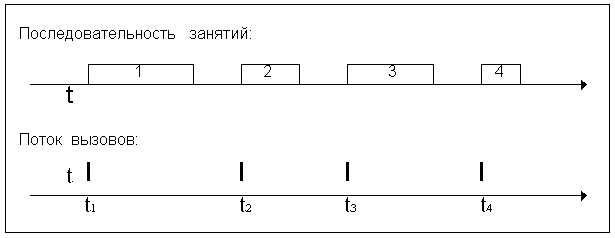 Последовательность занятий:
1 2 3 4
t
Поток вызовов:
t.
t₁ t₂ t₃ t₄